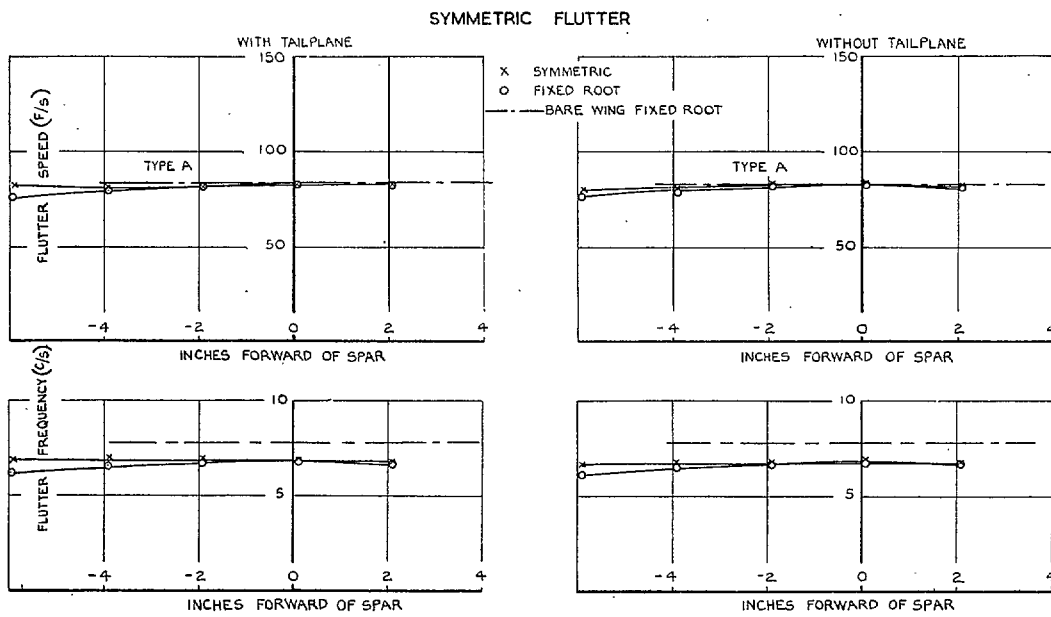 SYMMETRIC FLUTTER
WITH TAILPLANE
WITHOUT TAILPLANE
× SYMMETRIC
○ FIXED ROOT
BARE WING FIXED ROOT
FLUTTER SPEED (F/S)
150
100
50
TYPE A
-4 -2 0 2 4
INCHES FORWARD OF SPAR
150
100
50
TYPE A
-4 -2 0 2 4
INCHES FORWARD OF SPAR
FLUTTER FREQUENCY (C/S)
10
5
-4 -2 0 2 4
INCHES FORWARD OF SPAR
10
5
-4 -2 0 2 4
INCHES FORWARD OF SPAR